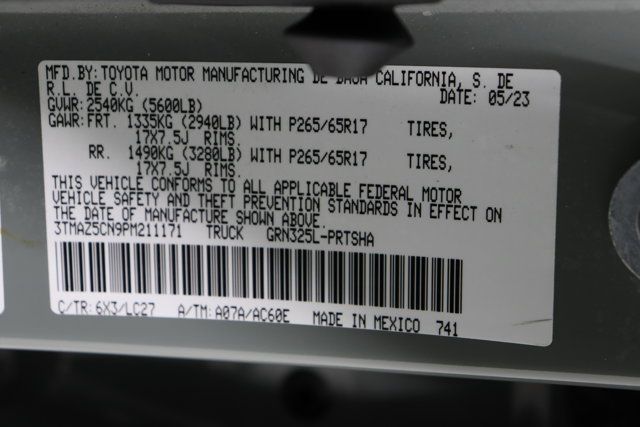 MFD.BY:TOYOTA MOTOR MANUFACTURING DE BAJA CALIFORNIA, S. DE
R.L. DE C.V. DATE: 05/23
GVWR:2540KG (5600LB)
GAWR:FRT. 1335KG (2940LB) WITH P265/65R17 TIRES,
17X7.5J RIMS.
RR. 1490KG (3280LB) WITH P265/65R17 TIRES,
17X7.5J RIMS.
THIS VEHICLE CONFORMS TO ALL APPLICABLE FEDERAL MOTOR
VEHICLE SAFETY AND THEFT PREVENTION STANDARDS IN EFFECT ON
THE DATE OF MANUFACTURE SHOWN ABOVE.
3TMAZ5CN9PM211171 TRUCK GRN325L-PRTSHA
C/TR:6X3/LC27 A/TM:A07A/AC60E MADE IN MEXICO 741